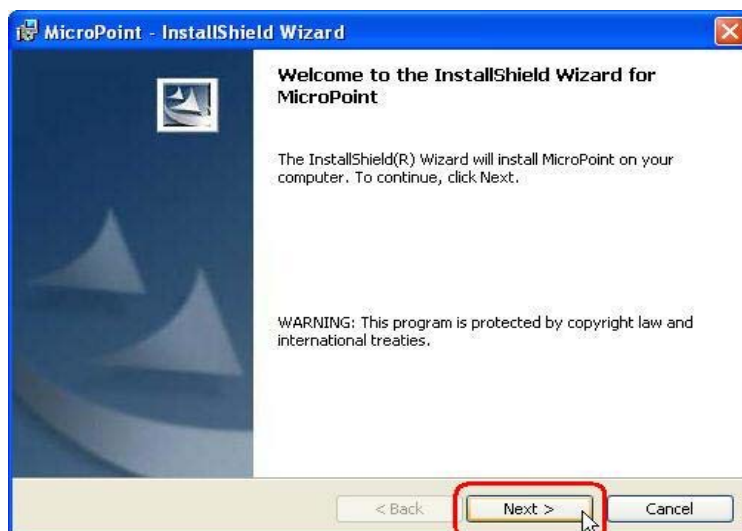 MicroPoint - InstallShield Wizard
Welcome to the InstallShield Wizard for
MicroPoint
The InstallShield(R) Wizard will install MicroPoint on your
computer. To continue, click Next.
WARNING: This program is protected by copyright law and
international treaties.
< Back
Next >
Cancel